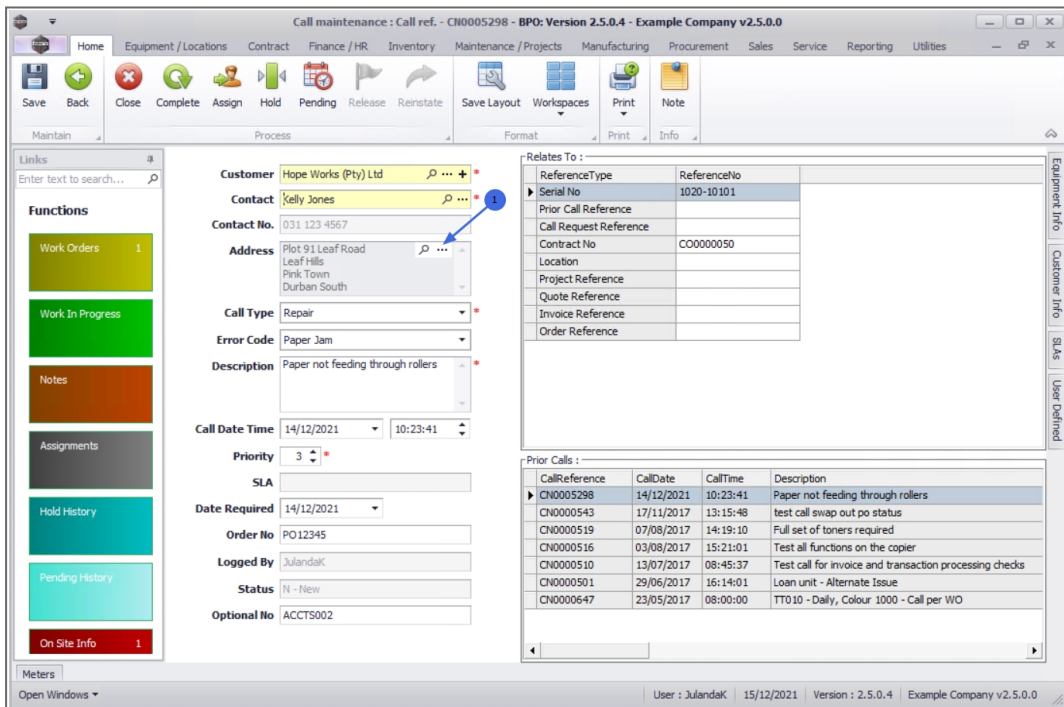 Call maintenance : Call ref. - CN0005298 - BPO: Version 2.5.0.4 - Example Company v2.5.0.0
Home Equipment / Locations Contract Finance / HR Inventory Maintenance / Projects Manufacturing Procurement Sales Service Reporting Utilities
Save Back Close Complete Assign Hold Pending Release Reinstate Save Layout Workspaces Print Note
Maintain Process Format Print Info
Links
Enter text to search...
Functions
Work Orders 1
Work In Progress
Notes
Assignments
Hold History
Pending History
On Site Info 1
Customer Hope Works (Pty) Ltd *
Contact Kelly Jones *
1
Contact No. 031 123 4567
Address Plot 91 Leaf Road
Leaf Hills
Pink Town
Durban South
Call Type Repair *
Error Code Paper Jam
Description Paper not feeding through rollers *
Call Date Time 14/12/2021 10:23:41
Priority 3 *
SLA
Date Required 14/12/2021
Order No PO12345
Logged By JulandaK
Status N - New
Optional No ACCTS002
Relates To :
ReferenceType ReferenceNo
Serial No 1020-10101
Prior Call Reference
Call Request Reference
Contract No CO0000050
Location
Project Reference
Quote Reference
Invoice Reference
Order Reference
Prior Calls :
CallReference CallDate CallTime Description
CN0005298 14/12/2021 10:23:41 Paper not feeding through rollers
CN0000543 17/11/2017 13:15:48 test call swap out po status
CN0000519 07/08/2017 14:19:10 Full set of toners required
CN0000516 03/08/2017 15:21:01 Test all functions on the copier
CN0000510 13/07/2017 08:45:37 Test call for invoice and transaction processing checks
CN0000501 29/06/2017 16:14:01 Loan unit - Alternate Issue
CN0000647 23/05/2017 08:00:00 TT010 - Daily, Colour 1000 - Call per WO
Equipment Info
Customer Info
SLAs
User Defined
Meters
Open Windows User : JulandaK 15/12/2021 Version : 2.5.0.4 Example Company v2.5.0.0